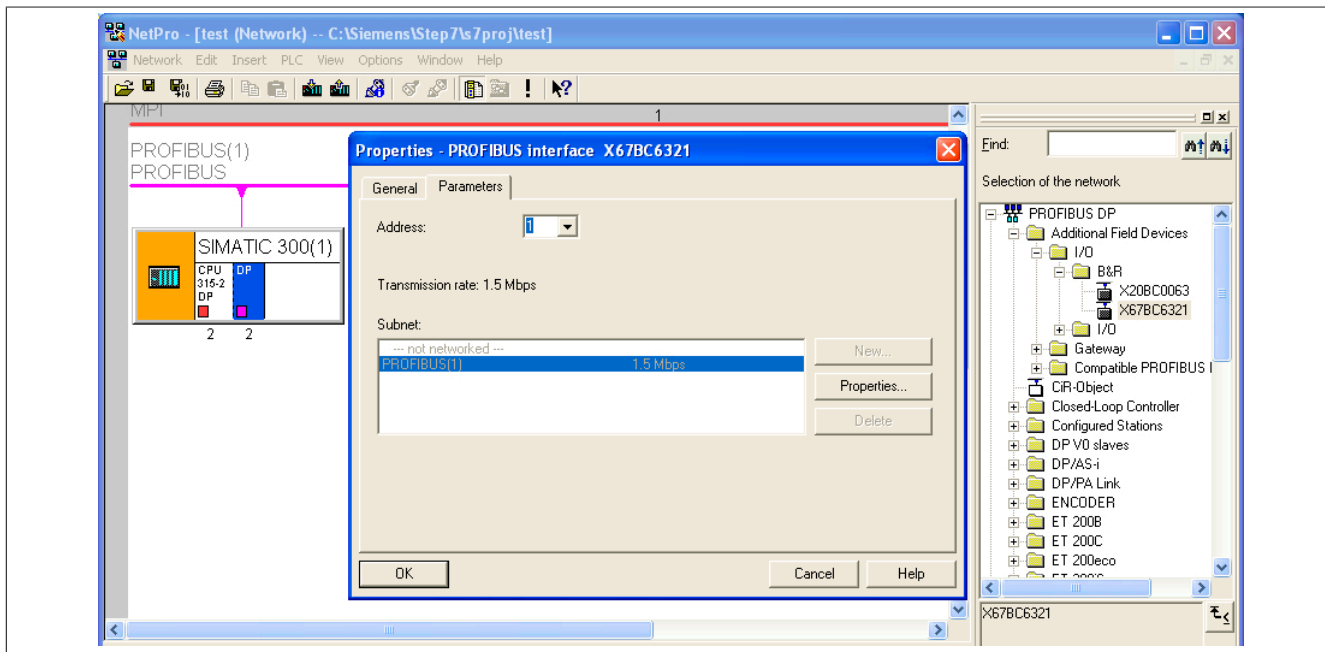 NetPro - [test (Network) -- C:\Siemens\Step7\s7proj\test]
Network Edit Insert PLC View Options Window Help
MPI
1
PROFIBUS(1)
PROFIBUS
SIMATIC 300(1)
CPU
315-2
DP
DP
2 2
Properties - PROFIBUS interface X67BC6321
General Parameters
Address: 1
Transmission rate: 1.5 Mbps
Subnet:
--- not networked ---
PROFIBUS(1) 1.5 Mbps
New...
Properties...
Delete
OK Cancel Help
Find:
Selection of the network
PROFIBUS DP
Additional Field Devices
I/O
B&R
X20BC0063
X67BC6321
I/O
Gateway
Compatible PROFIBUS
CiR-Object
Closed-Loop Controller
Configured Stations
DP V0 slaves
DP/AS-i
DP/PA Link
ENCODER
ET 200B
ET 200C
ET 200eco
X67BC6321